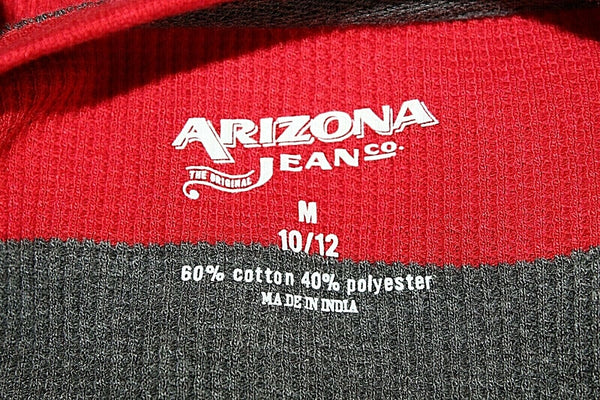 ARIZONA
JEAN CO.
THE ORIGINAL
M
10/12
60% cotton 40% polyester
MADE IN INDIA